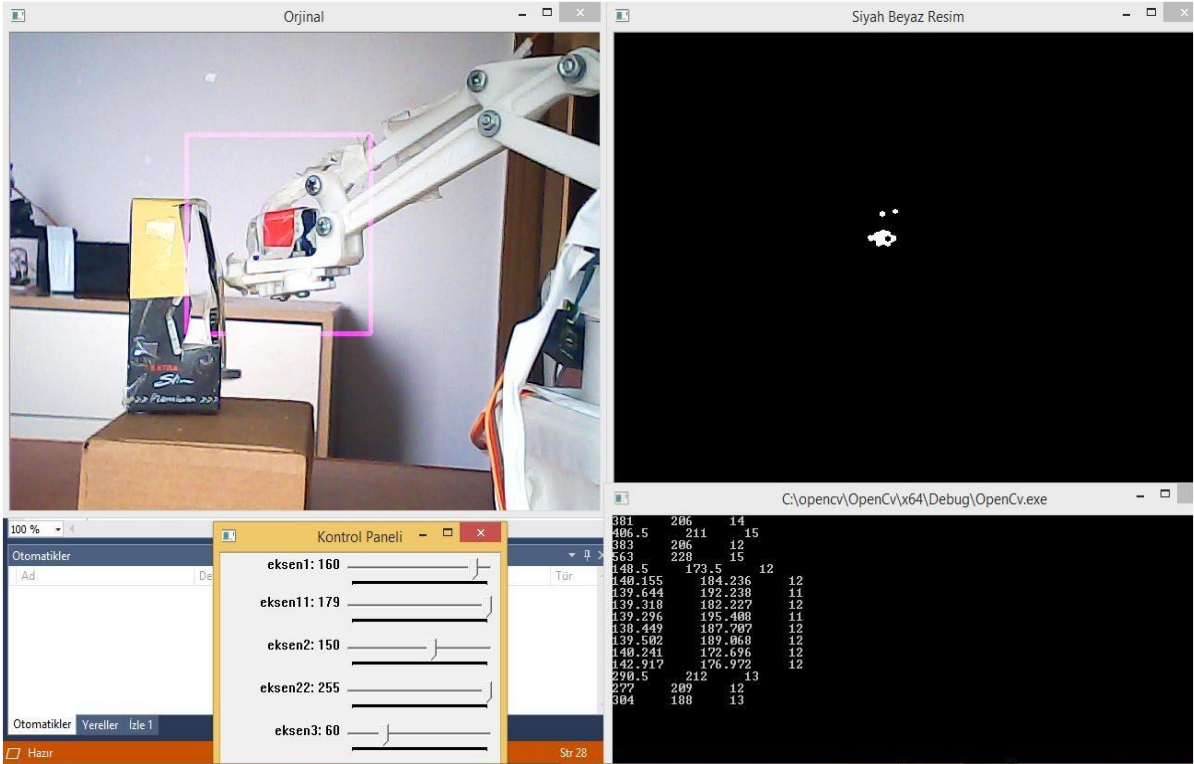 Orjinal
Siyah Beyaz Resim
EXTRA
Slim
>>> Premium >>>
C:\opencv\OpenCv\x64\Debug\OpenCv.exe
381 206 14
406.5 211 15
383 206 12
563 228 15
148.5 173.5 12
140.155 184.236 12
139.644 192.238 11
139.318 182.227 12
139.296 195.408 11
138.449 187.707 12
139.502 189.068 12
140.241 172.696 12
142.917 176.972 12
290.5 212 13
277 209 12
304 188 13
100 %
Otomatikler
Ad De Tür
Kontrol Paneli
eksen1: 160
eksen11: 179
eksen2: 150
eksen22: 255
eksen3: 60
Otomatikler Yereller İzle 1
Hazır Str 28